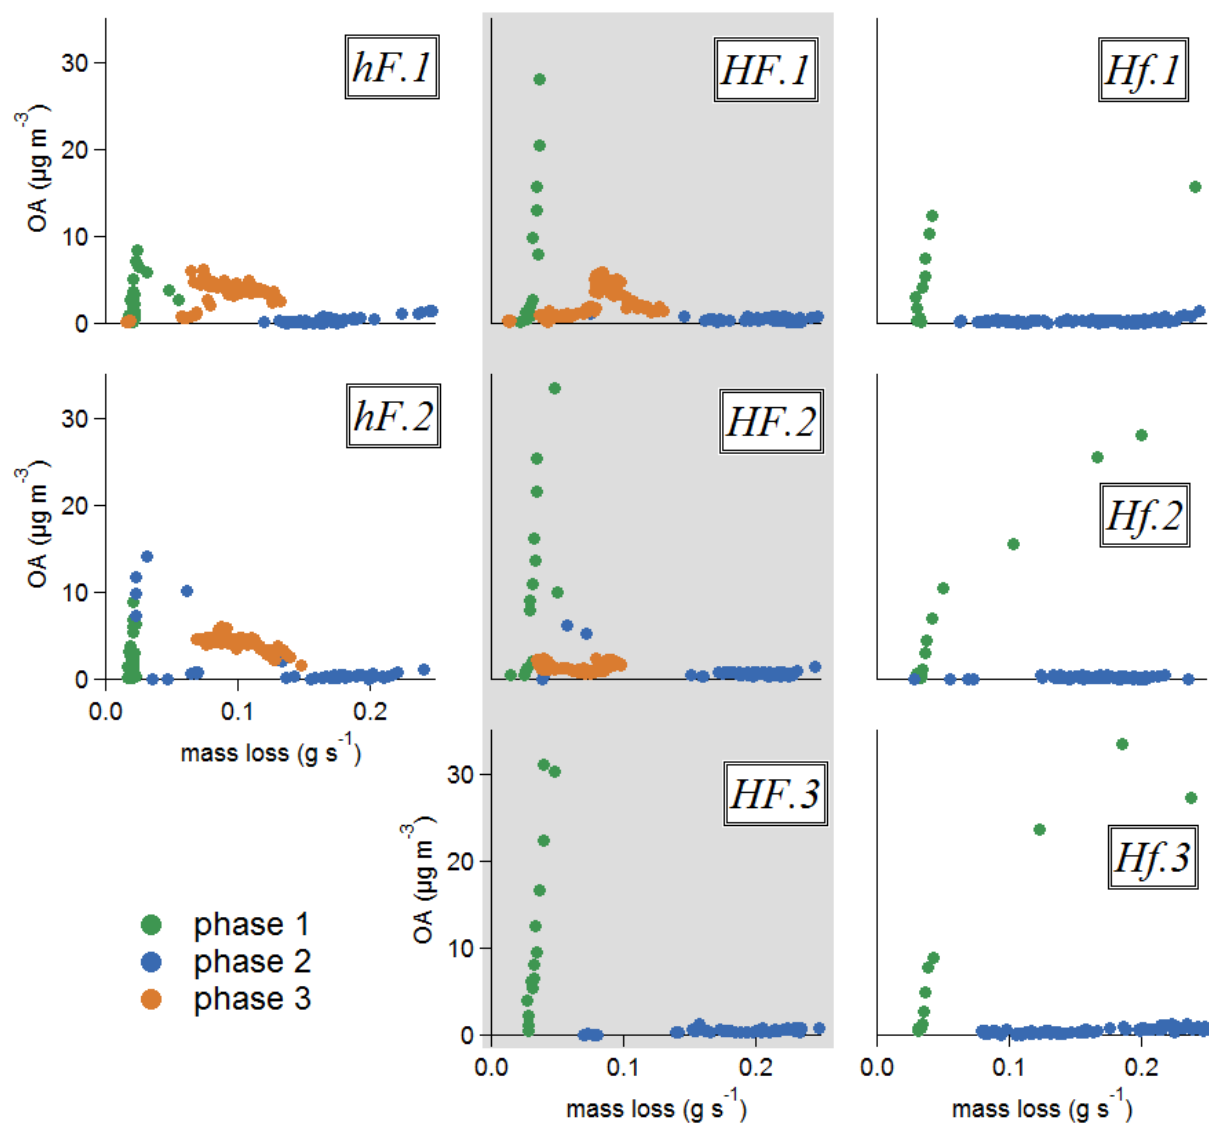 hF.1
HF.1
Hf.1
OA (µg m-3)
30
20
10
0
hF.2
HF.2
Hf.2
OA (µg m-3)
30
20
10
0
0.0 0.1 0.2
mass loss (g s-1)
HF.3
Hf.3
OA (µg m-3)
30
20
10
0
0.0 0.1 0.2
mass loss (g s-1)
0.0 0.1 0.2
mass loss (g s-1)
phase 1
phase 2
phase 3